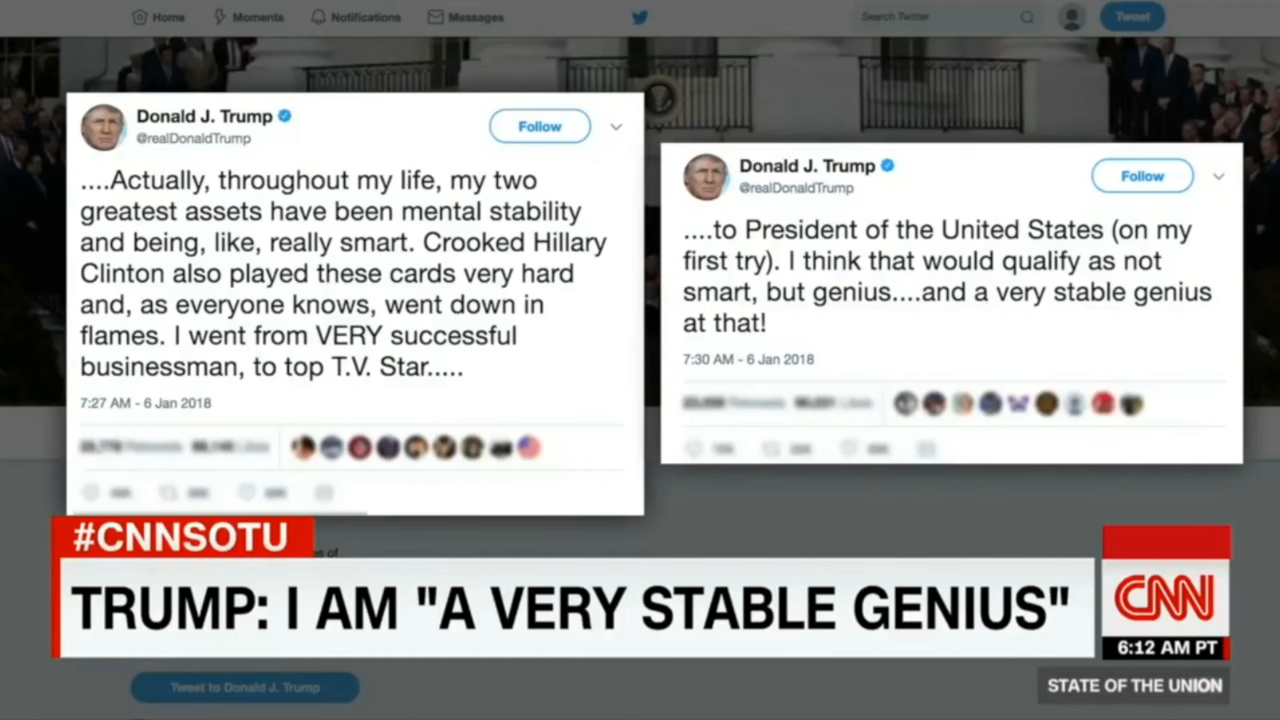 Home Moments Notifications Messages Search Twitter Tweet
Donald J. Trump
@realDonaldTrump
Follow
....Actually, throughout my life, my two
greatest assets have been mental stability
and being, like, really smart. Crooked Hillary
Clinton also played these cards very hard
and, as everyone knows, went down in
flames. I went from VERY successful
businessman, to top T.V. Star.....
7:27 AM - 6 Jan 2018
Donald J. Trump
@realDonaldTrump
Follow
....to President of the United States (on my
first try). I think that would qualify as not
smart, but genius....and a very stable genius
at that!
7:30 AM - 6 Jan 2018
#CNNSOTU
TRUMP: I AM "A VERY STABLE GENIUS"
CNN
6:12 AM PT
Tweet to Donald J. Trump
STATE OF THE UNION